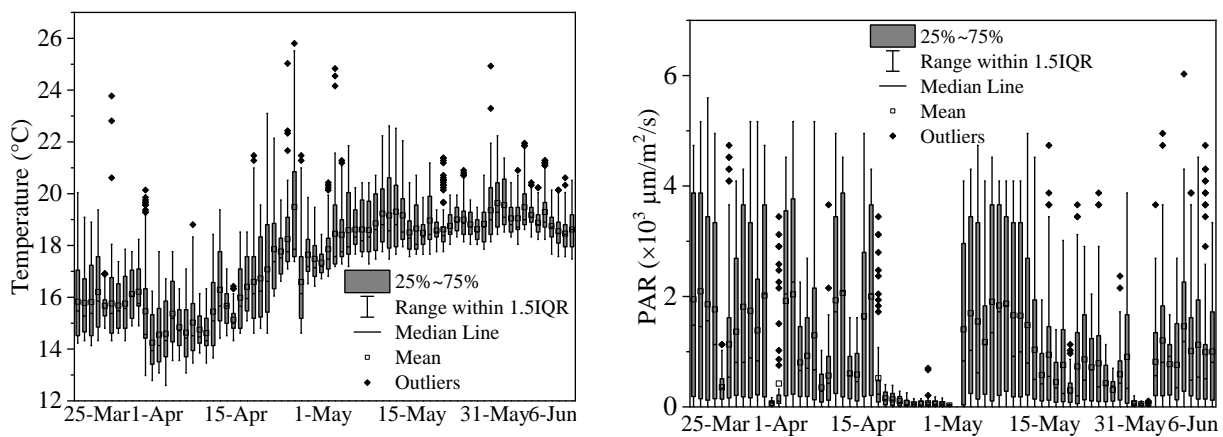 Temperature (°C)
26
24
22
20
18
16
14
12
25%~75%
Range within 1.5IQR
Median Line
Mean
Outliers
25-Mar 1-Apr 15-Apr 1-May 15-May 31-May 6-Jun
PAR (×10³ μm/m²/s)
6
4
2
0
25%~75%
Range within 1.5IQR
Median Line
Mean
Outliers
25-Mar 1-Apr 15-Apr 1-May 15-May 31-May 6-Jun